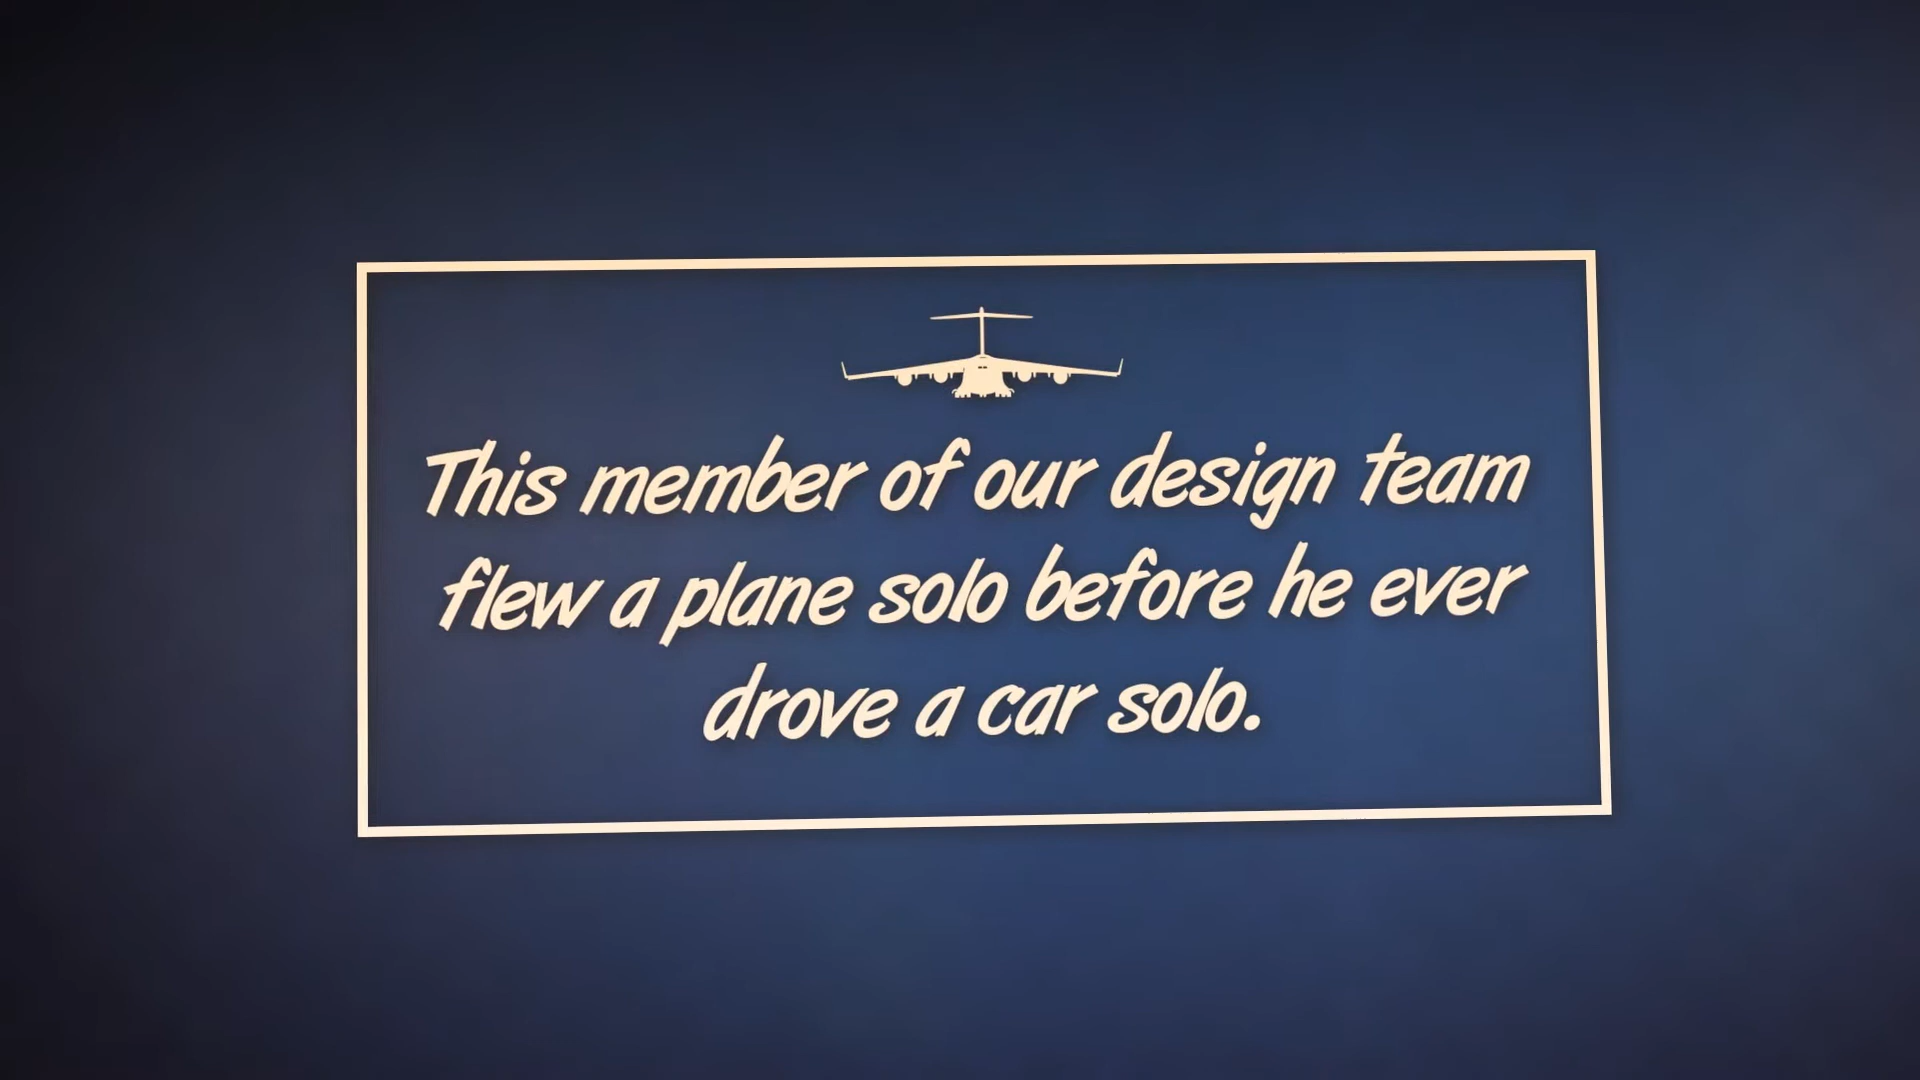 This member of our design team
flew a plane solo before he ever
drove a car solo.